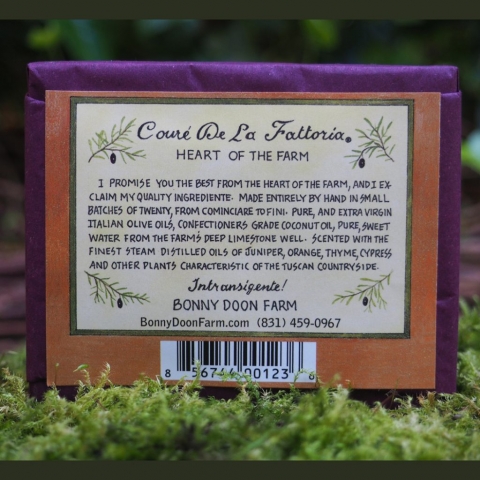 Couré De La Fattoria.
HEART OF THE FARM
I PROMISE YOU THE BEST FROM THE HEART OF THE FARM, AND I EX-
CLAIM MY QUALITY INGREDIENTE. MADE ENTIRELY BY HAND IN SMALL
BATCHES OF TWENTY, FROM COMINCIARE TO FINI. PURE, AND EXTRA VIRGIN
ITALIAN OLIVE OILS, CONFECTIONERS GRADE COCONUT OIL, PURE, SWEET
WATER FROM THE FARM'S DEEP LIMESTONE WELL. SCENTED WITH THE
FINEST STEAM DISTILLED OILS OF JUNIPER, ORANGE, THYME, CYPRESS
AND OTHER PLANTS CHARACTERISTIC OF THE TUSCAN COUNTRYSIDE.
Intransigente!
BONNY DOON FARM
BonnyDoonFarm.com (831) 459-0967
8 56744 00123 8